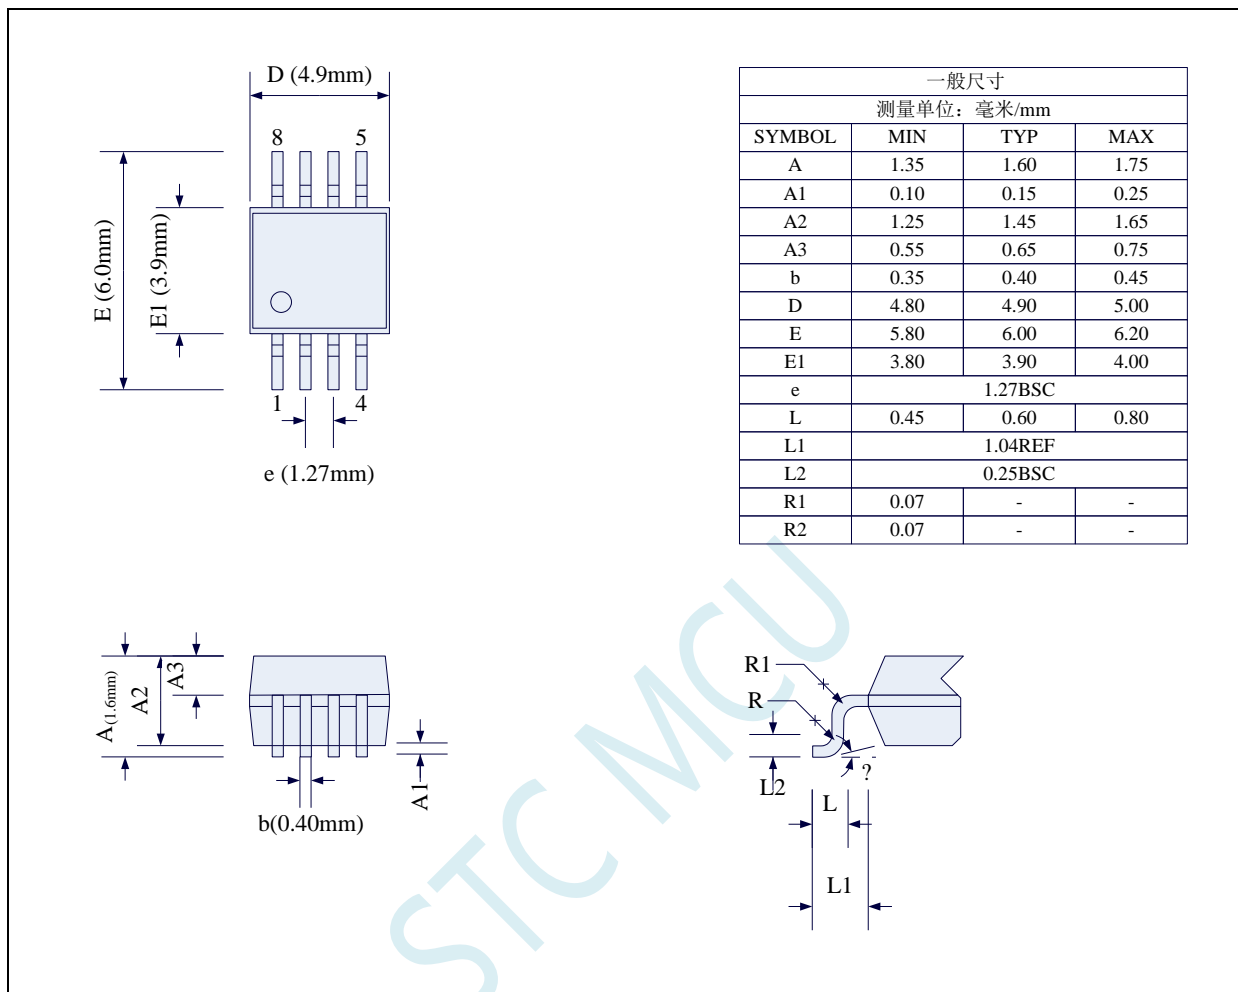 D (4.9mm)
8 5
E (6.0mm)
E1 (3.9mm)
1 4
e (1.27mm)
一般尺寸
测量单位：毫米/mm
SYMBOL MIN TYP MAX
A 1.35 1.60 1.75
A1 0.10 0.15 0.25
A2 1.25 1.45 1.65
A3 0.55 0.65 0.75
b 0.35 0.40 0.45
D 4.80 4.90 5.00
E 5.80 6.00 6.20
E1 3.80 3.90 4.00
e 1.27BSC
L 0.45 0.60 0.80
L1 1.04REF
L2 0.25BSC
R1 0.07 - -
R2 0.07 - -
A(1.6mm)
A2
A3
A1
b(0.40mm)
R1
R
L2
?
L
L1
STC MCU